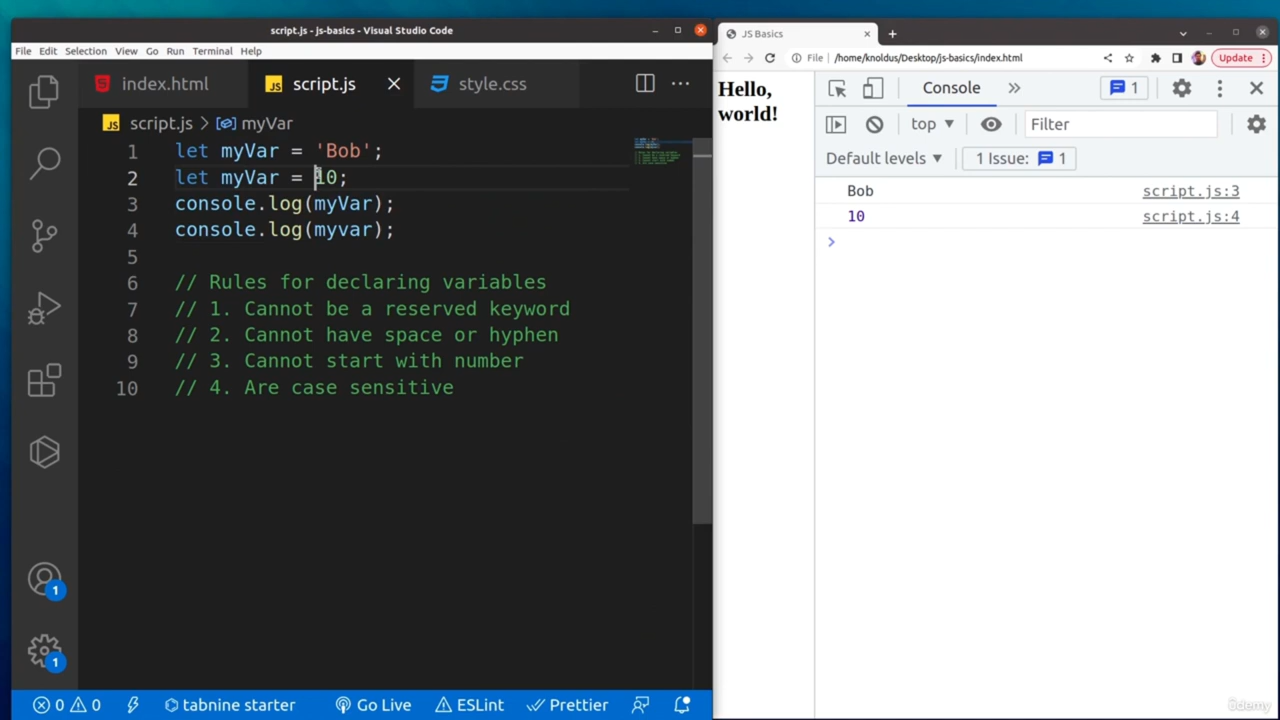 script.js - js-basics - Visual Studio Code
File Edit Selection View Go Run Terminal Help
index.html script.js style.css
script.js > myVar
1 let myVar = 'Bob';
2 let myVar = 10;
3 console.log(myVar);
4 console.log(myvar);
5
6 // Rules for declaring variables
7 // 1. Cannot be a reserved keyword
8 // 2. Cannot have space or hyphen
9 // 3. Cannot start with number
10 // 4. Are case sensitive
1
1
0 0 tabnine starter Go Live ESLint Prettier
JS Basics
File /home/knoldus/Desktop/js-basics/index.html Update
Hello,
world!
Console 1
top Filter
Default levels 1 Issue: 1
Bob script.js:3
10 script.js:4
ûdemy